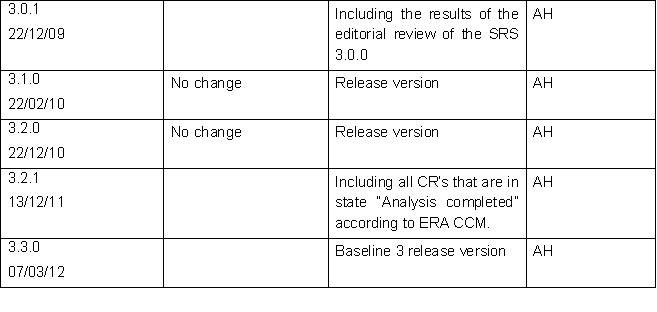 3.0.1
22/12/09
Including the results of the
editorial review of the SRS
3.0.0
AH
3.1.0
22/02/10
No change
Release version
AH
3.2.0
22/12/10
No change
Release version
AH
3.2.1
13/12/11
Including all CR's that are in
state "Analysis completed"
according to ERA CCM.
AH
3.3.0
07/03/12
Baseline 3 release version
AH